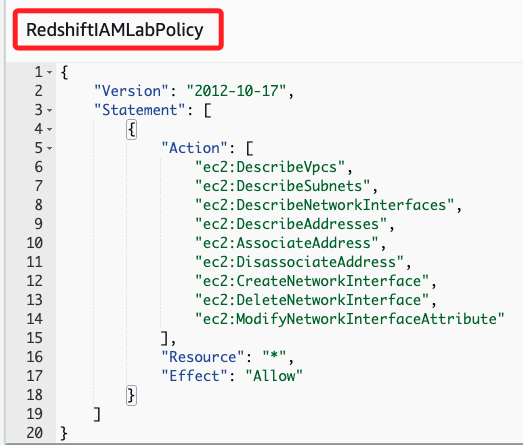 RedshiftIAMLabPolicy
1 {
2     "Version": "2012-10-17",
3     "Statement": [
4         {
5             "Action": [
6                 "ec2:DescribeVpcs",
7                 "ec2:DescribeSubnets",
8                 "ec2:DescribeNetworkInterfaces",
9                 "ec2:DescribeAddresses",
10                 "ec2:AssociateAddress",
11                 "ec2:DisassociateAddress",
12                 "ec2:CreateNetworkInterface",
13                 "ec2:DeleteNetworkInterface",
14                 "ec2:ModifyNetworkInterfaceAttribute"
15             ],
16             "Resource": "*",
17             "Effect": "Allow"
18         }
19     ]
20 }